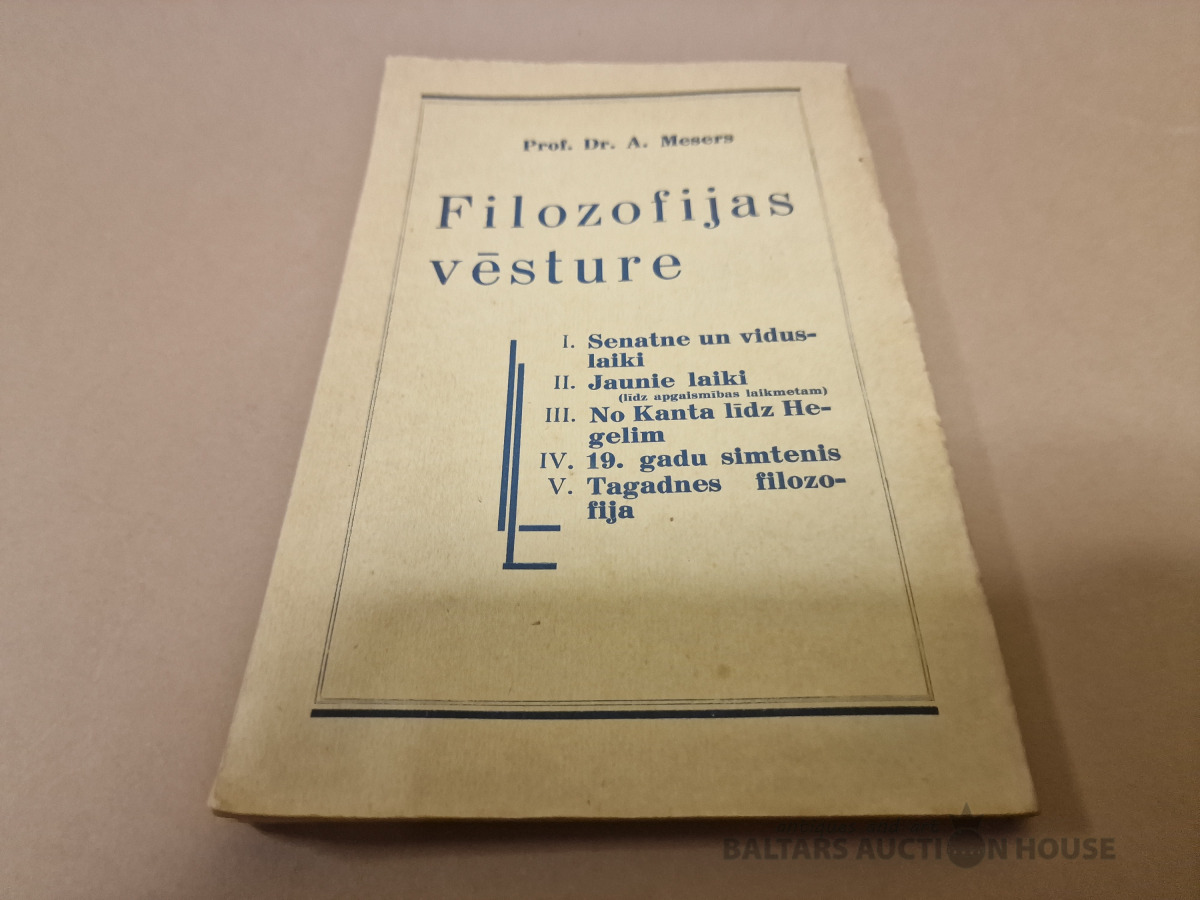 Prof. Dr. A. Mesers
Filozofijas
vēsture
I. Senatne un vidus-
laiki
II. Jaunie laiki
(līdz apgaismības laikmetam)
III. No Kanta līdz He-
gelim
IV. 19. gadu simtenis
V. Tagadnes filozo-
fija
BALTARS AUCTION HOUSE